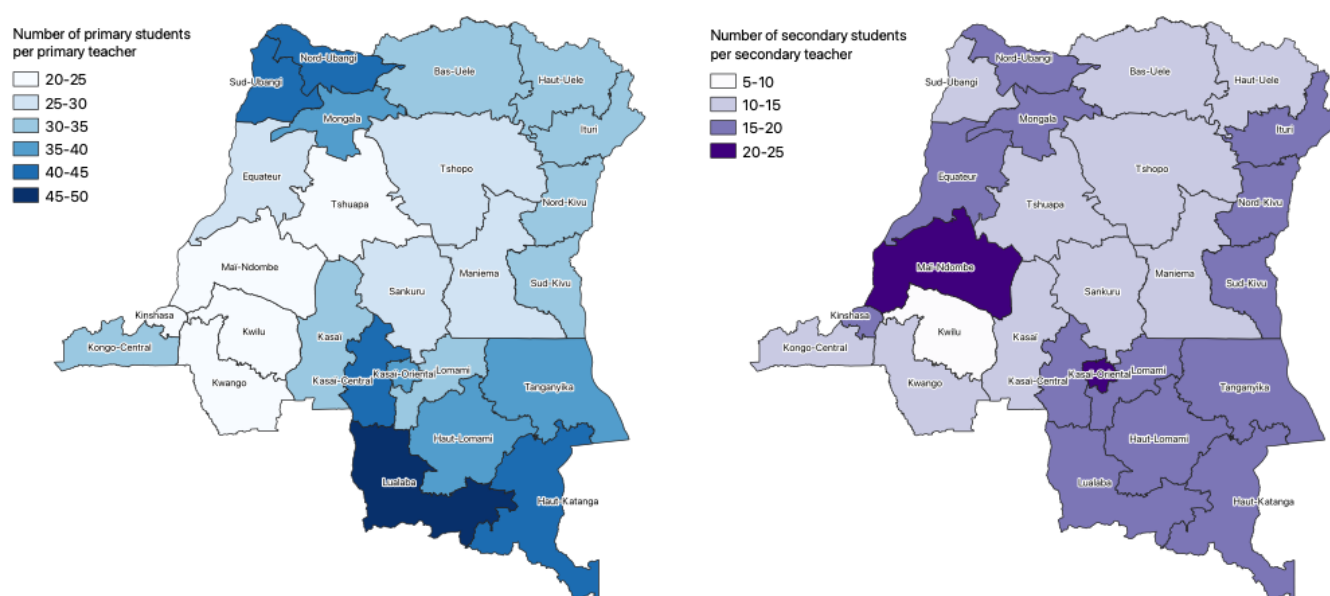 Number of primary students
per primary teacher
20-25
25-30
30-35
35-40
40-45
45-50
Nord-Ubangi
Sud-Ubangi
Bas-Uele
Haut-Uele
Mongala
Ituri
Equateur
Tshopo
Tshuapa
Nord-Kivu
Maï-Ndombe
Maniema
Sud-Kivu
Sankuru
Kinshasa
Kwilu
Kasaï
Kongo-Central
Kwango
Kasaï-Central
Kasaï-Oriental
Lomami
Tanganyika
Haut-Lomami
Lualaba
Haut-Katanga
Number of secondary students
per secondary teacher
5-10
10-15
15-20
20-25
Nord-Ubangi
Sud-Ubangi
Bas-Uele
Haut-Uele
Mongala
Ituri
Equateur
Tshopo
Tshuapa
Nord-Kivu
Maï-Ndombe
Maniema
Sud-Kivu
Sankuru
Kinshasa
Kwilu
Kasaï
Kongo-Central
Kwango
Kasaï-Central
Kasaï-Oriental
Lomami
Tanganyika
Haut-Lomami
Lualaba
Haut-Katanga